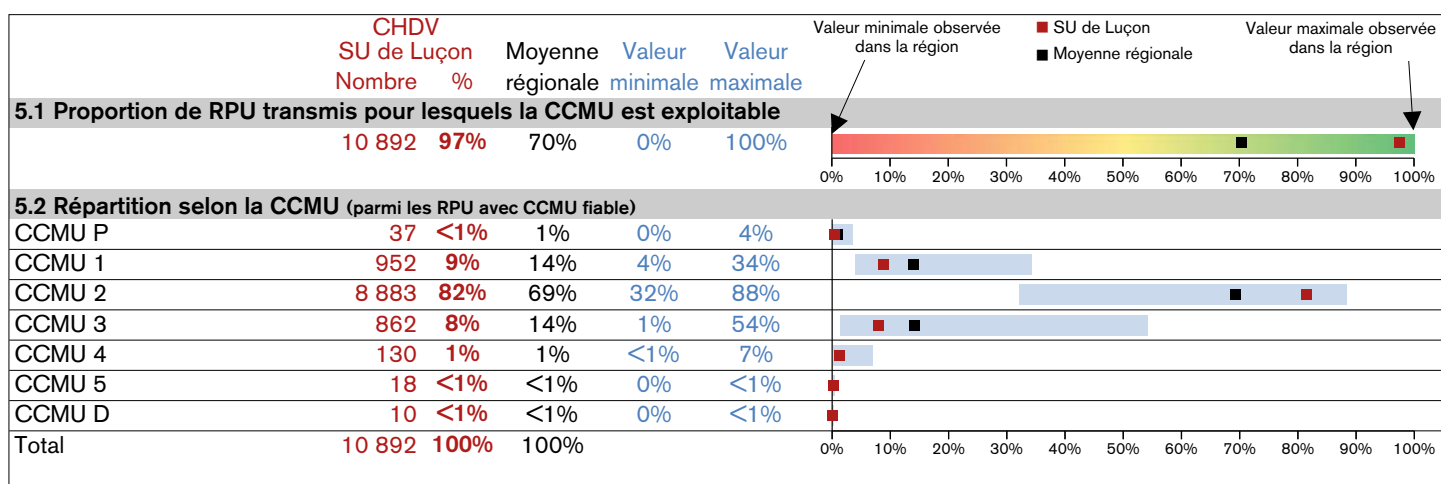 CHDV
SU de Luçon Moyenne Valeur Valeur
Nombre % régionale minimale maximale
Valeur minimale observée
dans la région
SU de Luçon
Moyenne régionale
Valeur maximale observée
dans la région
5.1 Proportion de RPU transmis pour lesquels la CCMU est exploitable
10 892 97% 70% 0% 100%
0% 10% 20% 30% 40% 50% 60% 70% 80% 90% 100%
5.2 Répartition selon la CCMU (parmi les RPU avec CCMU fiable)
CCMU P 37 <1% 1% 0% 4%
CCMU 1 952 9% 14% 4% 34%
CCMU 2 8 883 82% 69% 32% 88%
CCMU 3 862 8% 14% 1% 54%
CCMU 4 130 1% 1% <1% 7%
CCMU 5 18 <1% <1% 0% <1%
CCMU D 10 <1% <1% 0% <1%
Total 10 892 100% 100%
0% 10% 20% 30% 40% 50% 60% 70% 80% 90% 100%